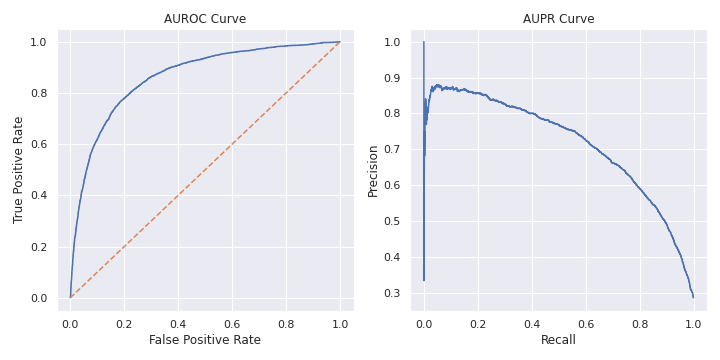 AUROC Curve
1.0
0.8
0.6
0.4
0.2
0.0
True Positive Rate
0.0 0.2 0.4 0.6 0.8 1.0
False Positive Rate
AUPR Curve
1.0
0.9
0.8
0.7
0.6
0.5
0.4
0.3
Precision
0.0 0.2 0.4 0.6 0.8 1.0
Recall